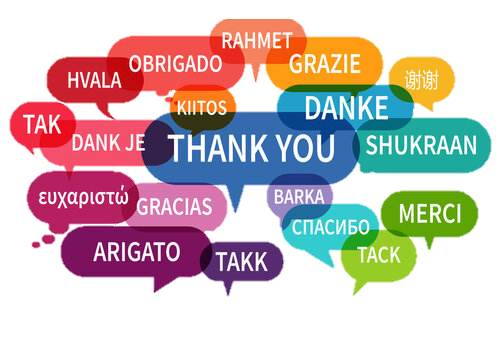 RAHMET
OBRIGADO
GRAZIE
HVALA
谢谢
KIITOS
DANKE
TAK
DANK JE
THANK YOU
SHUKRAAN
ευχαριστώ
GRACIAS
BARKA
MERCI
СПАСИБО
ARIGATO
TAKK
TACK